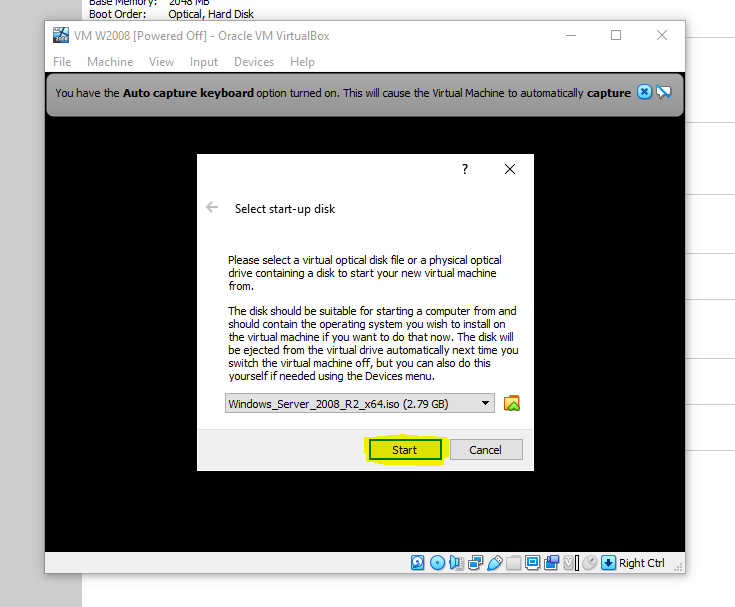 Base Memory: 2048 MB
Boot Order: Optical, Hard Disk
VM W2008 [Powered Off] - Oracle VM VirtualBox
File Machine View Input Devices Help
You have the Auto capture keyboard option turned on. This will cause the Virtual Machine to automatically capture
?
Select start-up disk
Please select a virtual optical disk file or a physical optical
drive containing a disk to start your new virtual machine
from.
The disk should be suitable for starting a computer from and
should contain the operating system you wish to install on
the virtual machine if you want to do that now. The disk will
be ejected from the virtual drive automatically next time you
switch the virtual machine off, but you can also do this
yourself if needed using the Devices menu.
Windows_Server_2008_R2_x64.iso (2.79 GB)
Start Cancel
Right Ctrl